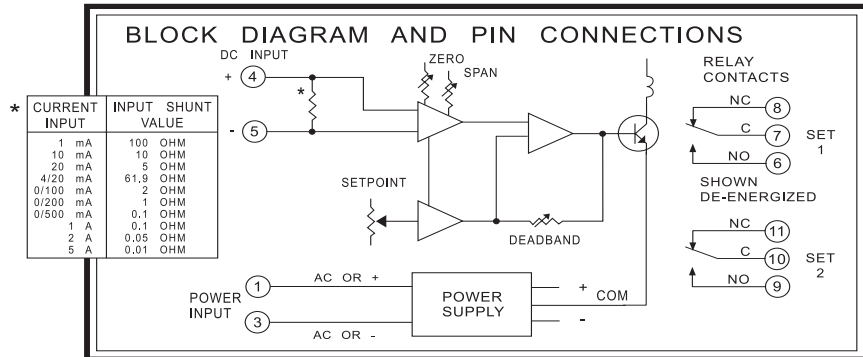 BLOCK DIAGRAM AND PIN CONNECTIONS
DC INPUT
+ 4
- 5
*
ZERO
SPAN
SETPOINT
DEADBAND
RELAY
CONTACTS
NC 8
C 7
NO 6
SET
1
SHOWN
DE-ENERGIZED
NC 11
C 10
NO 9
SET
2
* CURRENT INPUT INPUT SHUNT VALUE
1 mA 100 OHM
10 mA 10 OHM
20 mA 5 OHM
4/20 mA 61,9 OHM
0/100 mA 2 OHM
0/200 mA 1 OHM
0/500 mA 0.1 OHM
1 A 0.1 OHM
2 A 0.05 OHM
5 A 0.01 OHM
POWER
INPUT
1 AC OR +
3 AC OR -
POWER
SUPPLY
+
COM
-